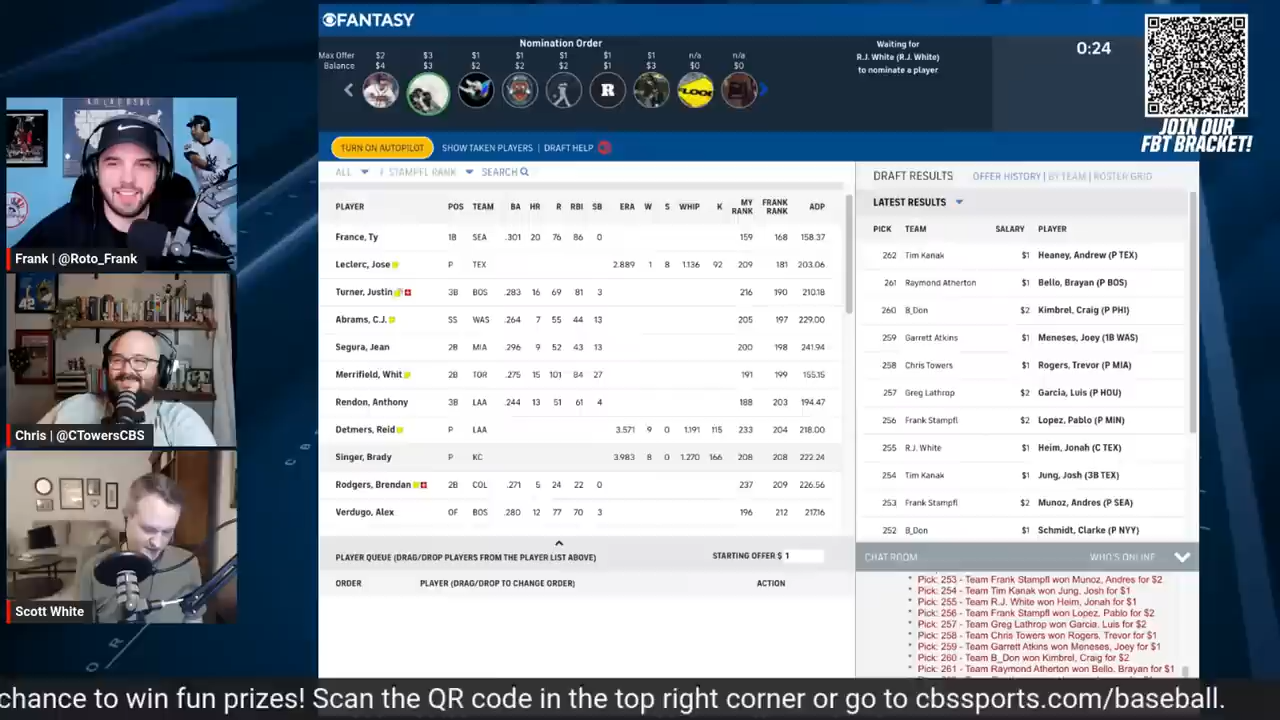 FANTASY
Nomination Order
Max Offer $2 $3 $1 $1 $1 $1 $1 n/a n/a
Balance $4 $3 $2 $2 $2 $1 $3 $0 $0
R
Waiting for
R.J. White (R.J. White)
to nominate a player
0:24
JOIN OUR
FBT BRACKET!
TURN ON AUTOPILOT SHOW TAKEN PLAYERS | DRAFT HELP
ALL STAMPFL RANK SEARCH
PLAYER POS TEAM BA HR R RBI SB ERA W S WHIP K MY RANK FRANK RANK ADP
France, Ty 1B SEA .301 20 76 86 0 159 168 158.37
Leclerc, Jose P TEX 2.889 1 8 1.136 92 209 181 203.06
Turner, Justin 3B BOS .283 16 69 81 3 216 190 210.18
Abrams, C.J. SS WAS .264 7 55 44 13 205 197 229.00
Segura, Jean 2B MIA .296 9 52 43 13 200 198 241.94
Merrifield, Whit 2B TOR .275 15 101 84 27 191 199 155.15
Rendon, Anthony 3B LAA .244 13 51 61 4 188 203 194.47
Detmers, Reid P LAA 3.571 9 0 1.191 115 233 204 218.00
Singer, Brady P KC 3.983 8 0 1.270 166 208 208 222.24
Rodgers, Brendan 2B COL .271 5 24 22 0 237 209 226.56
Verdugo, Alex OF BOS .280 12 77 70 3 196 212 217.16
PLAYER QUEUE (DRAG/DROP PLAYERS FROM THE PLAYER LIST ABOVE) STARTING OFFER $ 1
ORDER PLAYER (DRAG/DROP TO CHANGE ORDER) ACTION
DRAFT RESULTS OFFER HISTORY | BY TEAM | ROSTER GRID
LATEST RESULTS
PICK TEAM SALARY PLAYER
262 Tim Kanak $1 Heaney, Andrew (P TEX)
261 Raymond Atherton $1 Bello, Brayan (P BOS)
260 B_Don $2 Kimbrel, Craig (P PHI)
259 Garrett Atkins $1 Meneses, Joey (1B WAS)
258 Chris Towers $1 Rogers, Trevor (P MIA)
257 Greg Lathrop $2 Garcia, Luis (P HOU)
256 Frank Stampfl $2 Lopez, Pablo (P MIN)
255 R.J. White $1 Heim, Jonah (C TEX)
254 Tim Kanak $1 Jung, Josh (3B TEX)
253 Frank Stampfl $2 Munoz, Andres (P SEA)
252 B_Don $1 Schmidt, Clarke (P NYY)
CHAT ROOM WHO'S ONLINE
* Pick: 253 - Team Frank Stampfl won Munoz, Andres for $2
* Pick: 254 - Team Tim Kanak won Jung, Josh for $1
* Pick: 255 - Team R.J. White won Heim, Jonah for $1
* Pick: 256 - Team Frank Stampfl won Lopez, Pablo for $2
* Pick: 257 - Team Greg Lathrop won Garcia, Luis for $2
* Pick: 258 - Team Chris Towers won Rogers, Trevor for $1
* Pick: 259 - Team Garrett Atkins won Meneses, Joey for $1
* Pick: 260 - Team B_Don won Kimbrel, Craig for $2
* Pick: 261 - Team Raymond Atherton won Bello, Brayan for $1
Frank | @Roto_Frank
Chris | @CTowersCBS
Scott White
chance to win fun prizes! Scan the QR code in the top right corner or go to cbssports.com/baseball.